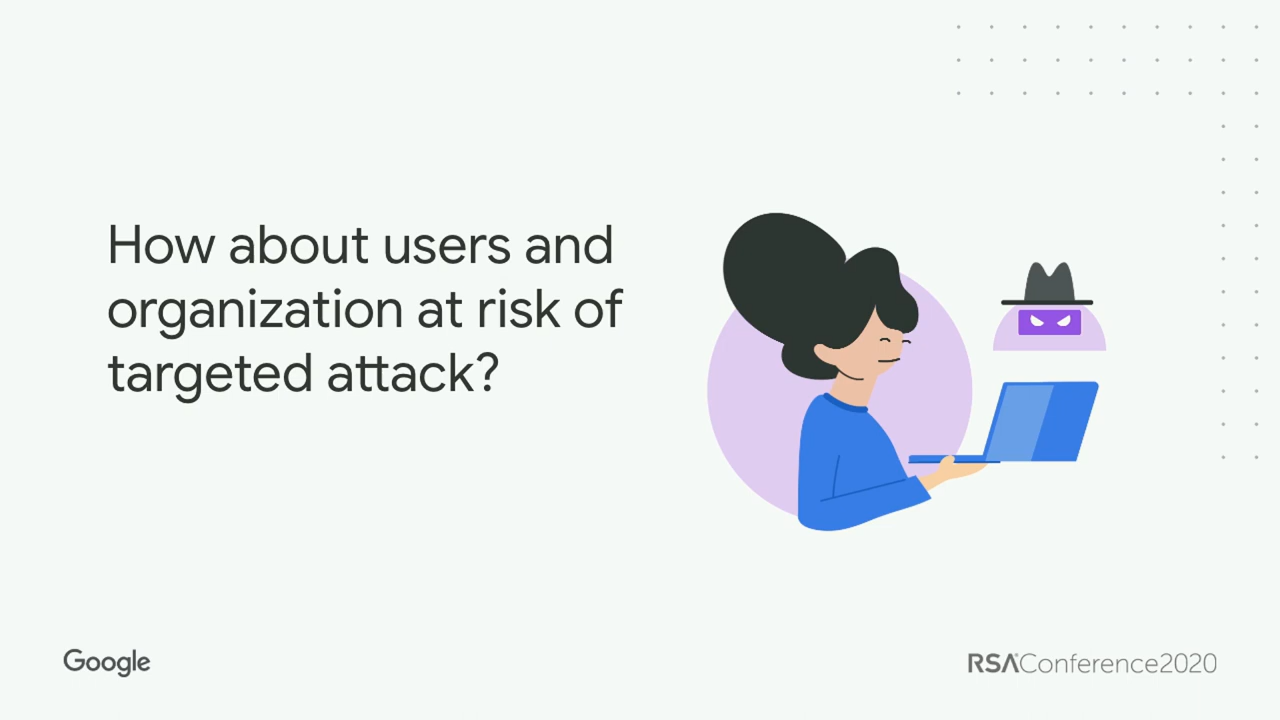 How about users and
organization at risk of
targeted attack?
Google
RSAConference2020